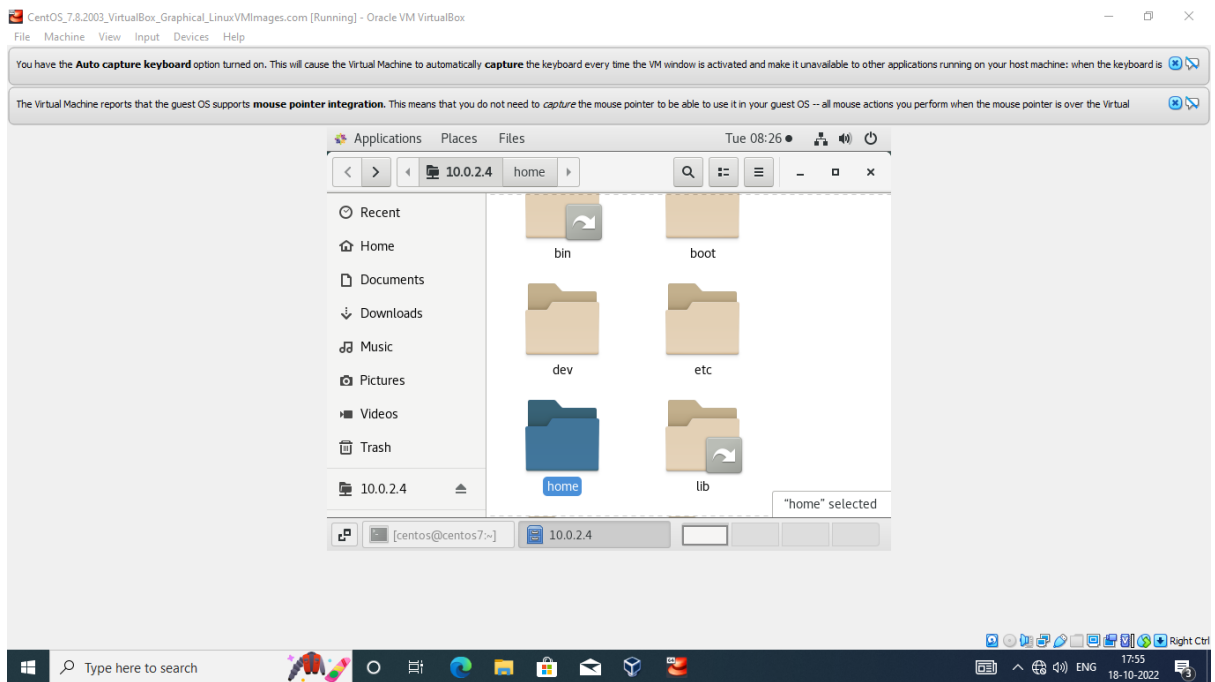 CentOS_7.8.2003_VirtualBox_Graphical_LinuxVMImages.com [Running] - Oracle VM VirtualBox
File Machine View Input Devices Help
You have the Auto capture keyboard option turned on. This will cause the Virtual Machine to automatically capture the keyboard every time the VM window is activated and make it unavailable to other applications running on your host machine: when the keyboard is
The Virtual Machine reports that the guest OS supports mouse pointer integration. This means that you do not need to capture the mouse pointer to be able to use it in your guest OS -- all mouse actions you perform when the mouse pointer is over the Virtual
Applications Places Files Tue 08:26
10.0.2.4 home
Recent
Home
Documents
Downloads
Music
Pictures
Videos
Trash
10.0.2.4
bin boot
dev etc
home lib
"home" selected
[centos@centos7:~] 10.0.2.4
Right Ctrl
Type here to search
ENG
17:55
18-10-2022
3